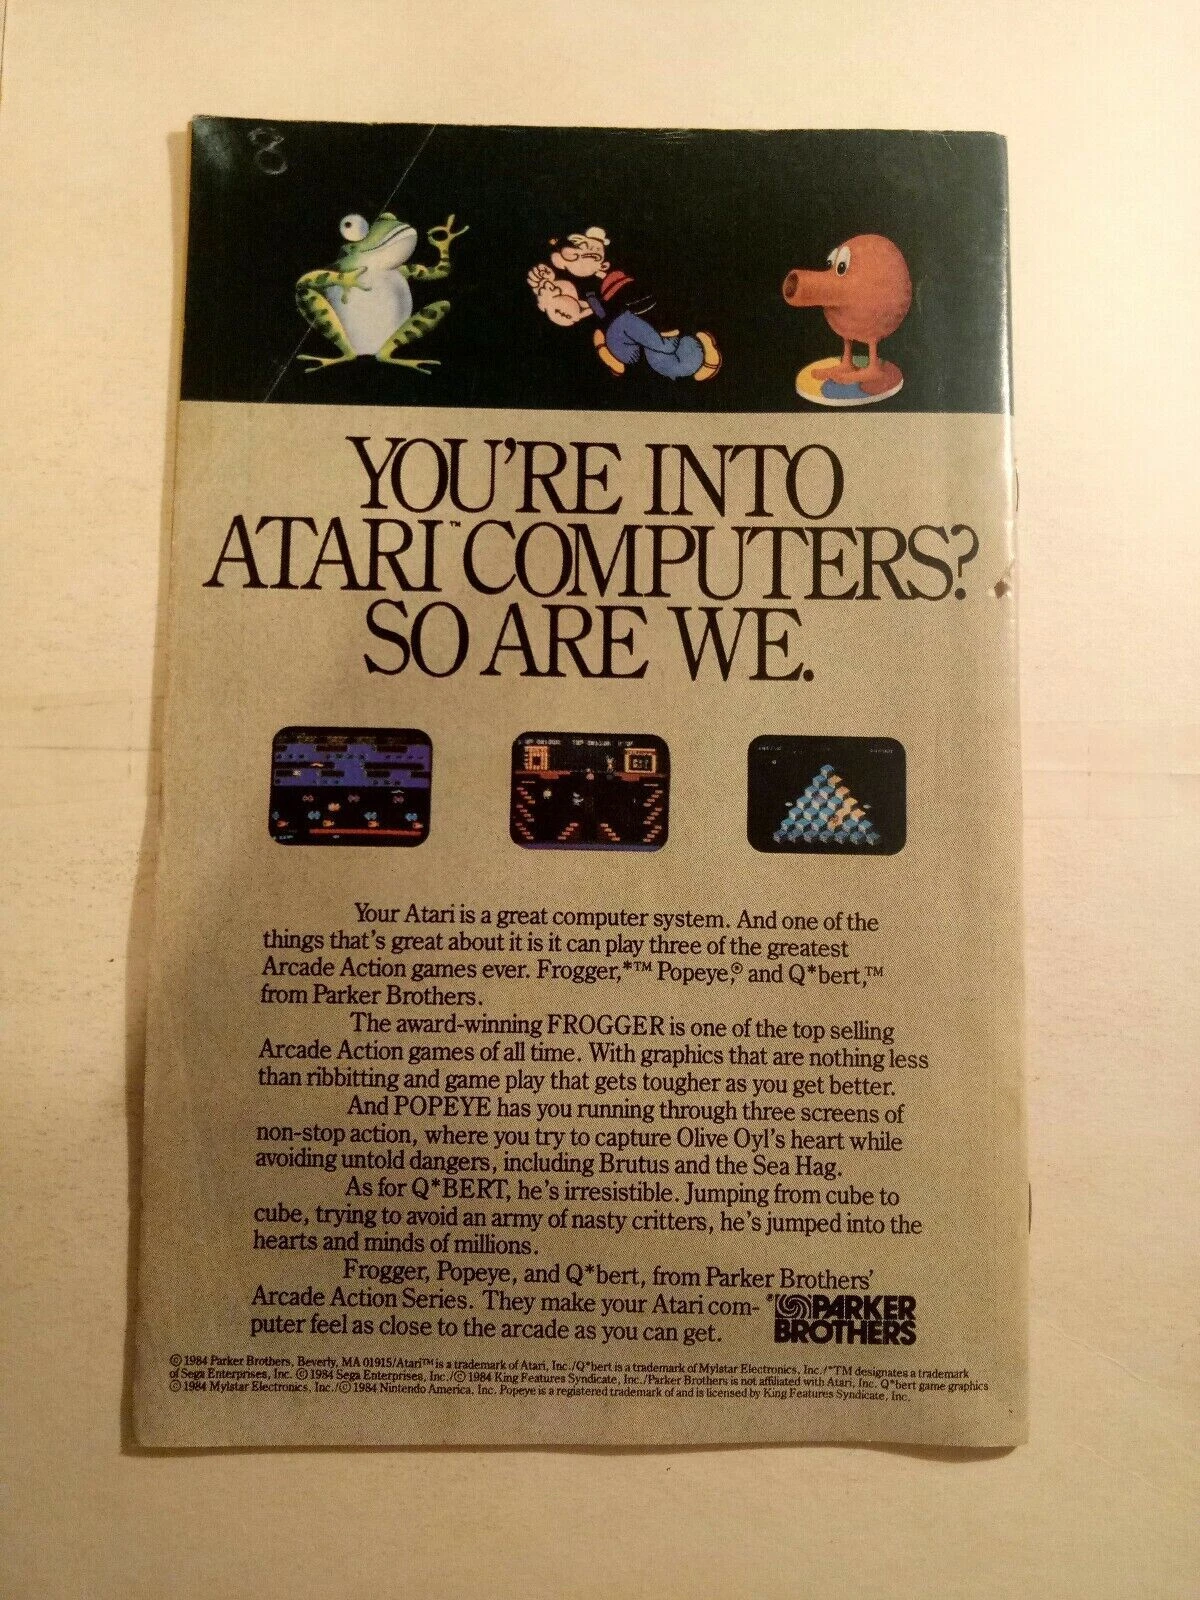 8
YOU'RE INTO
ATARI™ COMPUTERS?
SO ARE WE.
Your Atari is a great computer system. And one of the
things that's great about it is it can play three of the greatest
Arcade Action games ever. Frogger,*™ Popeye,® and Q*bert,™
from Parker Brothers.
The award-winning FROGGER is one of the top selling
Arcade Action games of all time. With graphics that are nothing less
than ribbitting and game play that gets tougher as you get better.
And POPEYE has you running through three screens of
non-stop action, where you try to capture Olive Oyl's heart while
avoiding untold dangers, including Brutus and the Sea Hag.
As for Q*BERT, he's irresistible. Jumping from cube to
cube, trying to avoid an army of nasty critters, he's jumped into the
hearts and minds of millions.
Frogger, Popeye, and Q*bert, from Parker Brothers'
Arcade Action Series. They make your Atari com-
puter feel as close to the arcade as you can get.
PARKER
BROTHERS
©1984 Parker Brothers, Beverly, MA 01915/Atari™ is a trademark of Atari, Inc./Q*bert is a trademark of Mylstar Electronics, Inc./*TM designates a trademark
of Sega Enterprises, Inc. ©1984 Sega Enterprises, Inc./©1984 King Features Syndicate, Inc./Parker Brothers is not affiliated with Atari, Inc. Q*bert game graphics
©1984 Mylstar Electronics, Inc./©1984 Nintendo America, Inc. Popeye is a registered trademark of and is licensed by King Features Syndicate, Inc.